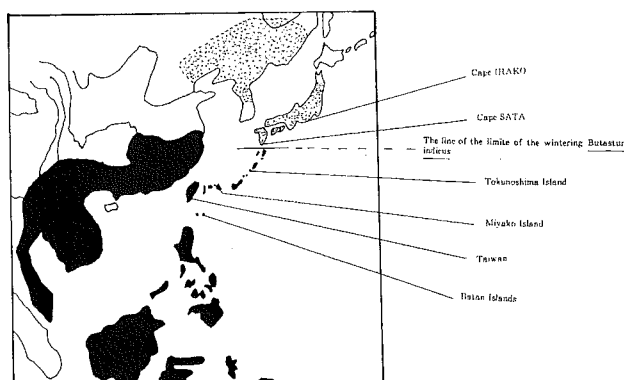 Cape IRAKO
Cape SATA
The line of the limite of the wintering Butastur
indicus
Tokunoshima Island
Miyako Island
Taiwan
Batan Islands